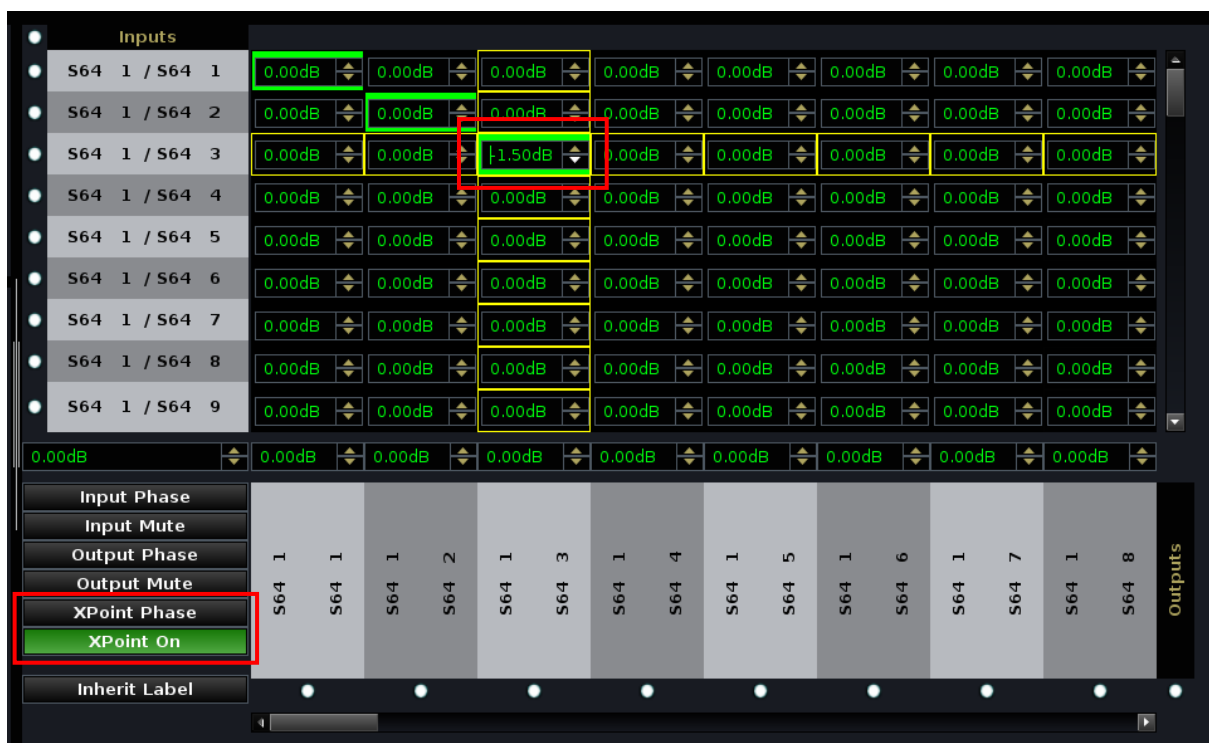 Inputs
S64 1 / S64 1 0.00dB 0.00dB 0.00dB 0.00dB 0.00dB 0.00dB 0.00dB 0.00dB
S64 1 / S64 2 0.00dB 0.00dB 0.00dB 0.00dB 0.00dB 0.00dB 0.00dB 0.00dB
S64 1 / S64 3 0.00dB 0.00dB -1.50dB 0.00dB 0.00dB 0.00dB 0.00dB 0.00dB
S64 1 / S64 4 0.00dB 0.00dB 0.00dB 0.00dB 0.00dB 0.00dB 0.00dB 0.00dB
S64 1 / S64 5 0.00dB 0.00dB 0.00dB 0.00dB 0.00dB 0.00dB 0.00dB 0.00dB
S64 1 / S64 6 0.00dB 0.00dB 0.00dB 0.00dB 0.00dB 0.00dB 0.00dB 0.00dB
S64 1 / S64 7 0.00dB 0.00dB 0.00dB 0.00dB 0.00dB 0.00dB 0.00dB 0.00dB
S64 1 / S64 8 0.00dB 0.00dB 0.00dB 0.00dB 0.00dB 0.00dB 0.00dB 0.00dB
S64 1 / S64 9 0.00dB 0.00dB 0.00dB 0.00dB 0.00dB 0.00dB 0.00dB 0.00dB
0.00dB 0.00dB 0.00dB 0.00dB 0.00dB 0.00dB 0.00dB 0.00dB 0.00dB
Input Phase
Input Mute
Output Phase
Output Mute
XPoint Phase
XPoint On
Inherit Label
S64 1
S64 1
S64 1
S64 2
S64 1
S64 3
S64 1
S64 4
S64 1
S64 5
S64 1
S64 6
S64 1
S64 7
S64 1
S64 8
Outputs